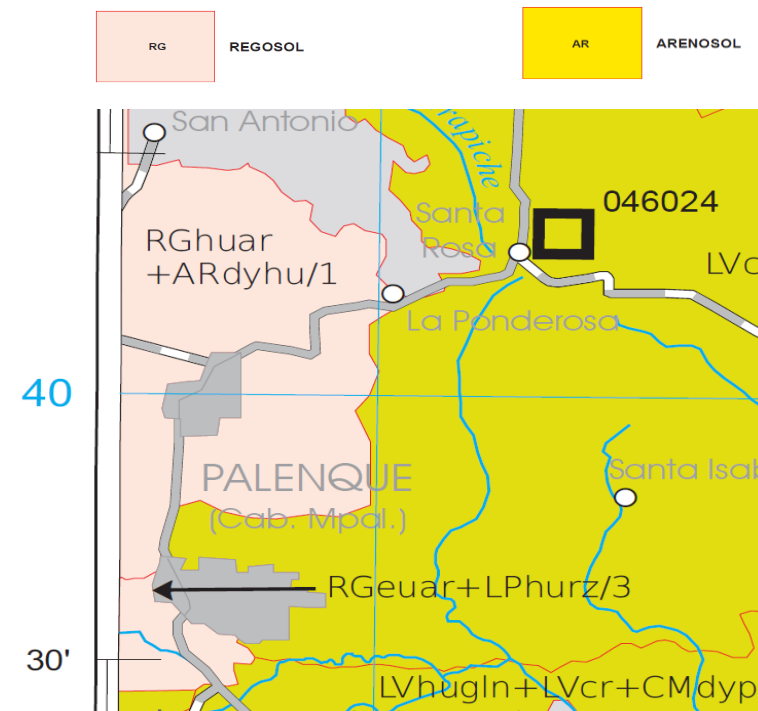 RG
REGOSOL
AR
ARENOSOL
San Antonio
rapiche
046024
Santa
Rosa
RGhuar
+ARdyhu/1
LVc
La Ponderosa
40
PALENQUE
(Cab. Mpal.)
Santa Isab
RGeuar+LPhurz/3
30'
LVhugln+LVcr+CMdyp